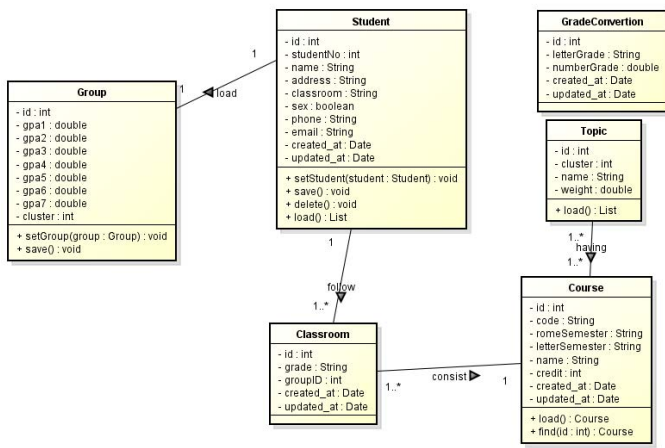 Student
- id : int
- studentNo : int
- name : String
- address : String
- classroom : String
- sex : boolean
- phone : String
- email : String
- created_at : Date
- updated_at : Date
+ setStudent(student : Student) : void
+ save() : void
+ delete() : void
+ load() : List
GradeConvertion
- id : int
- letterGrade : String
- numberGrade : double
- created_at : Date
- updated_at : Date
1
load
1
Group
- id : int
- gpa1 : double
- gpa2 : double
- gpa3 : double
- gpa4 : double
- gpa5 : double
- gpa6 : double
- gpa7 : double
- cluster : int
+ setGroup(group : Group) : void
+ save() : void
Topic
- id : int
- cluster : int
- name : String
- weight : double
+ load() : List
1..*
having
1..*
1
follow
1..*
Classroom
- id : int
- grade : String
- groupID : int
- created_at : Date
- updated_at : Date
1..*
consist
1
Course
- id : int
- code : String
- romeSemester : String
- letterSemester : String
- name : String
- credit : int
- created_at : Date
- updated_at : Date
+ load() : Course
+ find(id : int) : Course